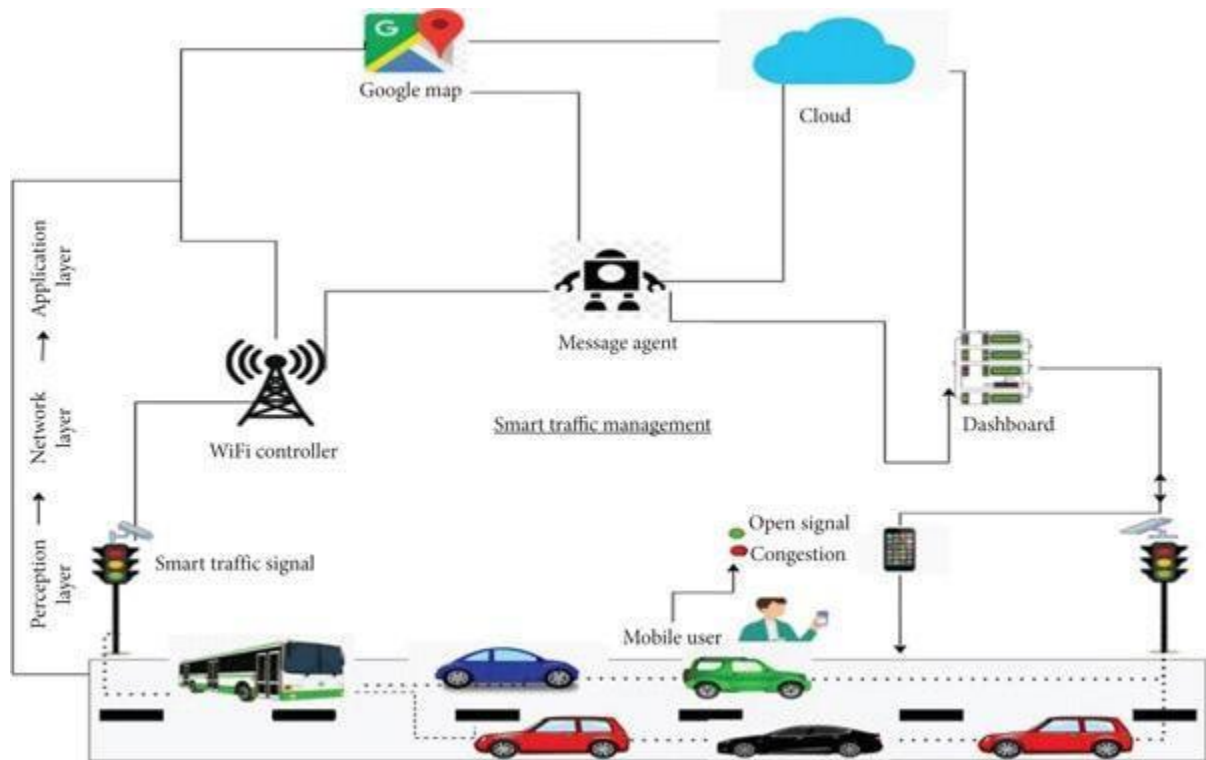 G
Google map
Cloud
Application
layer
Message agent
Network
layer
WiFi controller
Smart traffic management
Dashboard
Perception
layer
Smart traffic signal
Open signal
Congestion
Mobile user